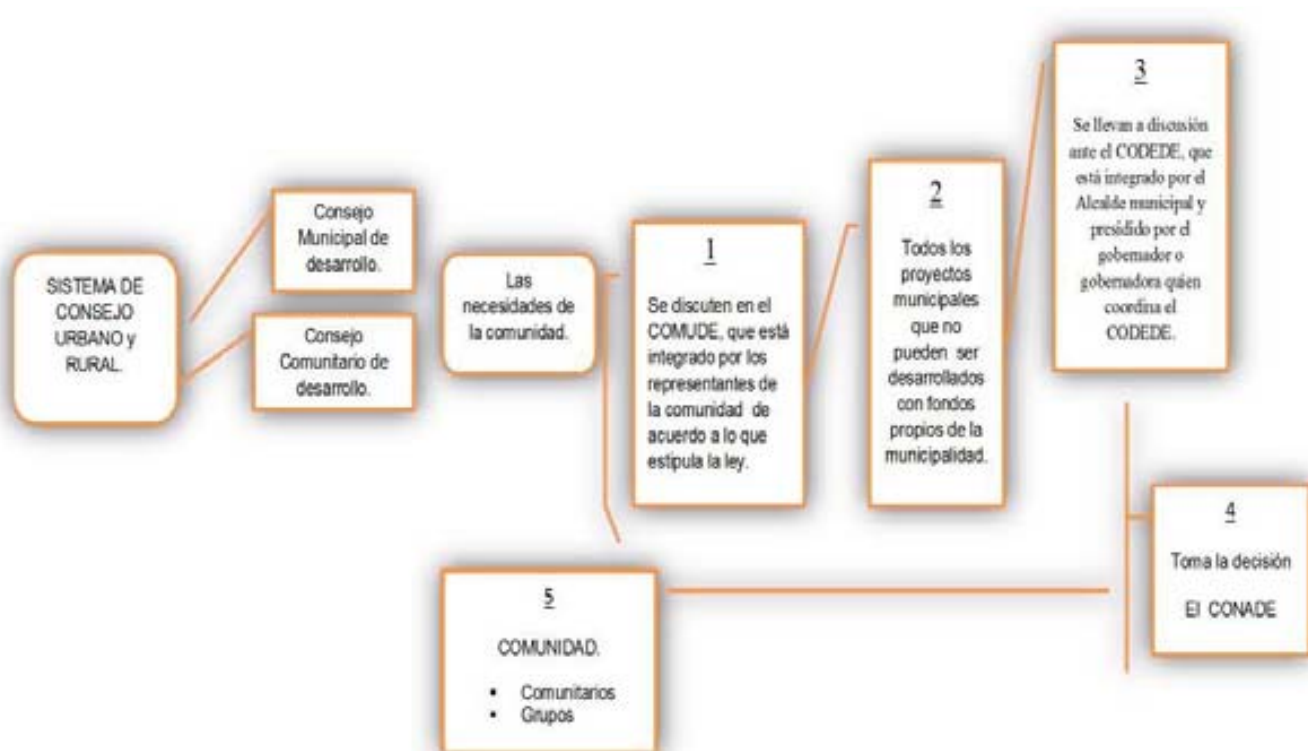 SISTEMA DE
CONSEJO
URBANO y
RURAL.
Consejo
Municipal de
desarrollo.
Consejo
Comunitario de
desarrollo.
Las
necesidades de
la comunidad.
1
Se discuten en el
COMUDE, que está
integrado por los
representantes de
la comunidad de
acuerdo a lo que
estipula la ley.
2
Todos los
proyectos
municipales
que no
pueden ser
desarrollados
con fondos
propios de la
municipalidad.
3
Se llevan a discusión
ante el CODEDE, que
está integrado por el
Alcalde municipal y
presidido por el
gobernador o
gobernadora quien
coordina el
CODEDE.
4
Toma la decisión
El CONADE
5
COMUNIDAD.
• Comunitarios
• Grupos